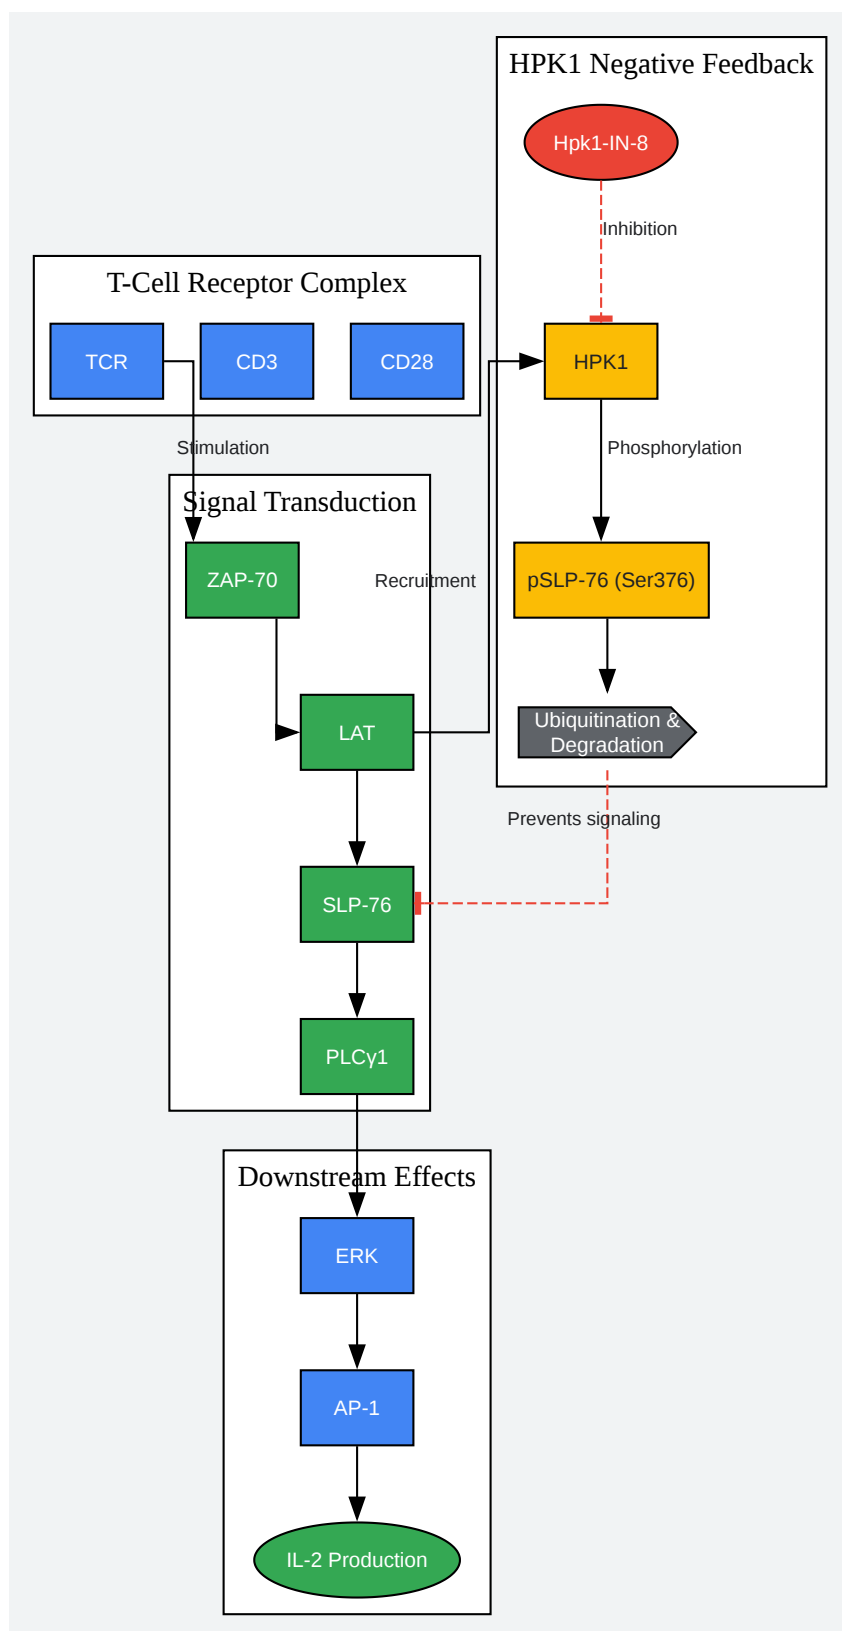 HPK1 Negative Feedback
Hpk1-IN-8
Inhibition
T-Cell Receptor Complex
TCR
CD3
CD28
HPK1
Stimulation
Phosphorylation
Signal Transduction
ZAP-70
Recruitment
pSLP-76 (Ser376)
LAT
Ubiquitination &
Degradation
Prevents signaling
SLP-76
PLCγ1
Downstream Effects
ERK
AP-1
IL-2 Production